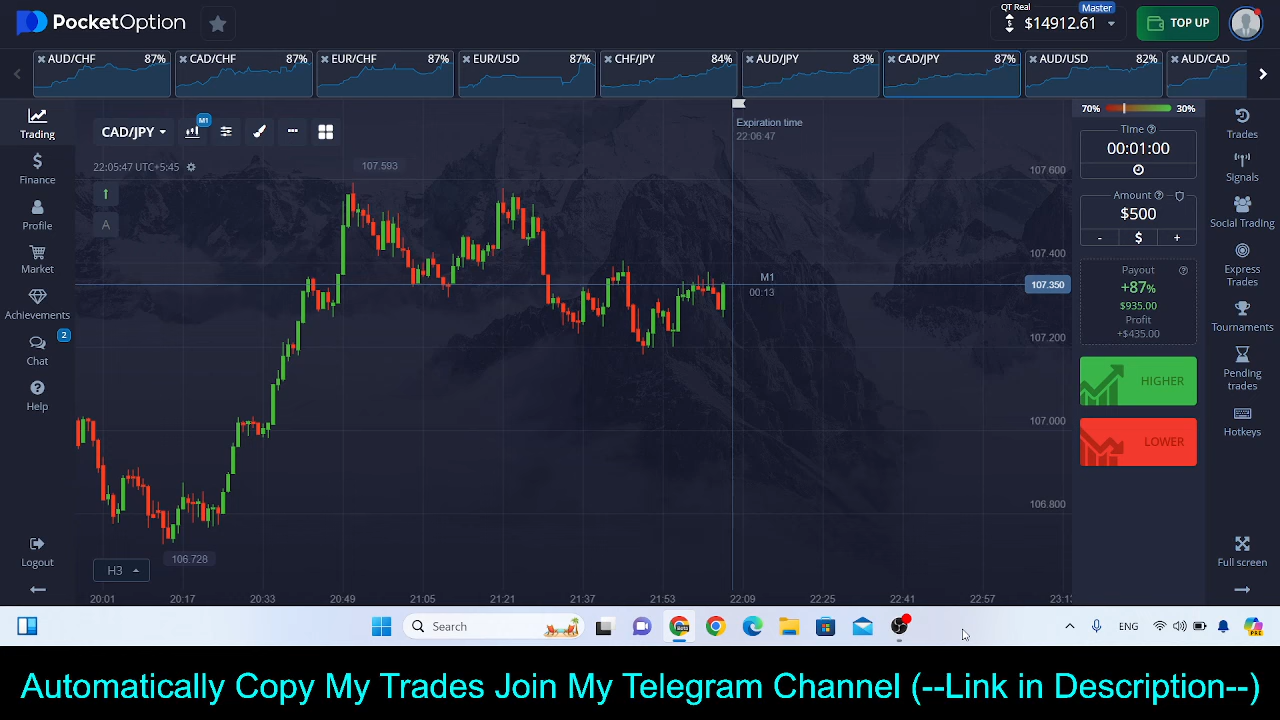 PocketOption
QT Real
Master
$14912.61
TOP UP
AUD/CHF 87%
CAD/CHF 87%
EUR/CHF 87%
EUR/USD 87%
CHF/JPY 84%
AUD/JPY 83%
CAD/JPY 87%
AUD/USD 82%
AUD/CAD
Trading
Finance
Profile
Market
Achievements
2
Chat
Help
Logout
CAD/JPY
M1
22:05:47 UTC+5:45
A
107.593
Expiration time
22:06:47
107.600
107.400
107.350
107.200
107.000
106.800
M1
00:13
106.728
H3
20:01 20:17 20:33 20:49 21:05 21:21 21:37 21:53 22:09 22:25 22:41 22:57 23:13
70% 30%
Time
00:01:00
Amount
$500
- $ +
Payout
+87%
$935.00
Profit
+$435.00
HIGHER
LOWER
Trades
Signals
Social Trading
Express
Trades
Tournaments
Pending
trades
Hotkeys
Full screen
Search
ENG
PRE
Automatically Copy My Trades Join My Telegram Channel (--Link in Description--)